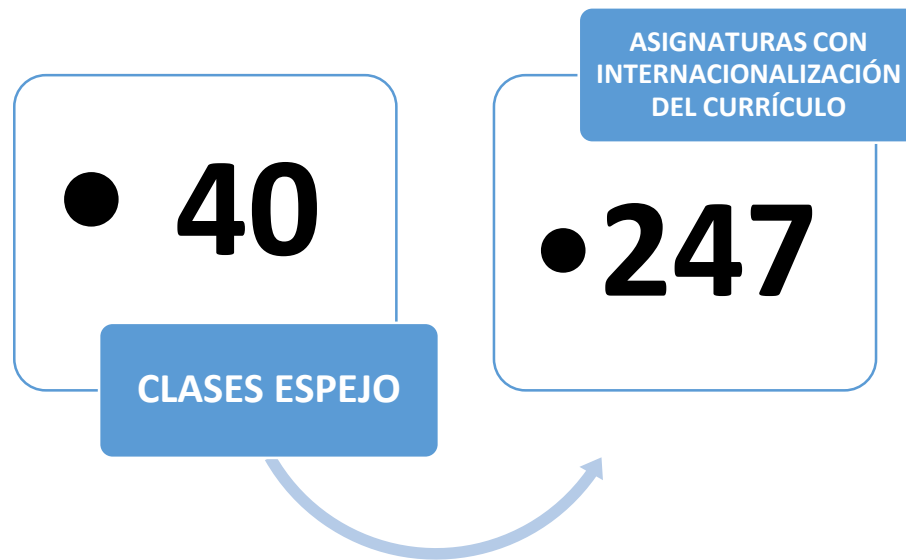 • 40
CLASES ESPEJO
ASIGNATURAS CON
INTERNACIONALIZACIÓN
DEL CURRÍCULO
•247